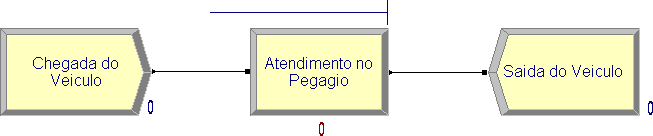 Chegada do
Veiculo
0
Atendimento no
Pegagio
0
Saida do Veiculo
0